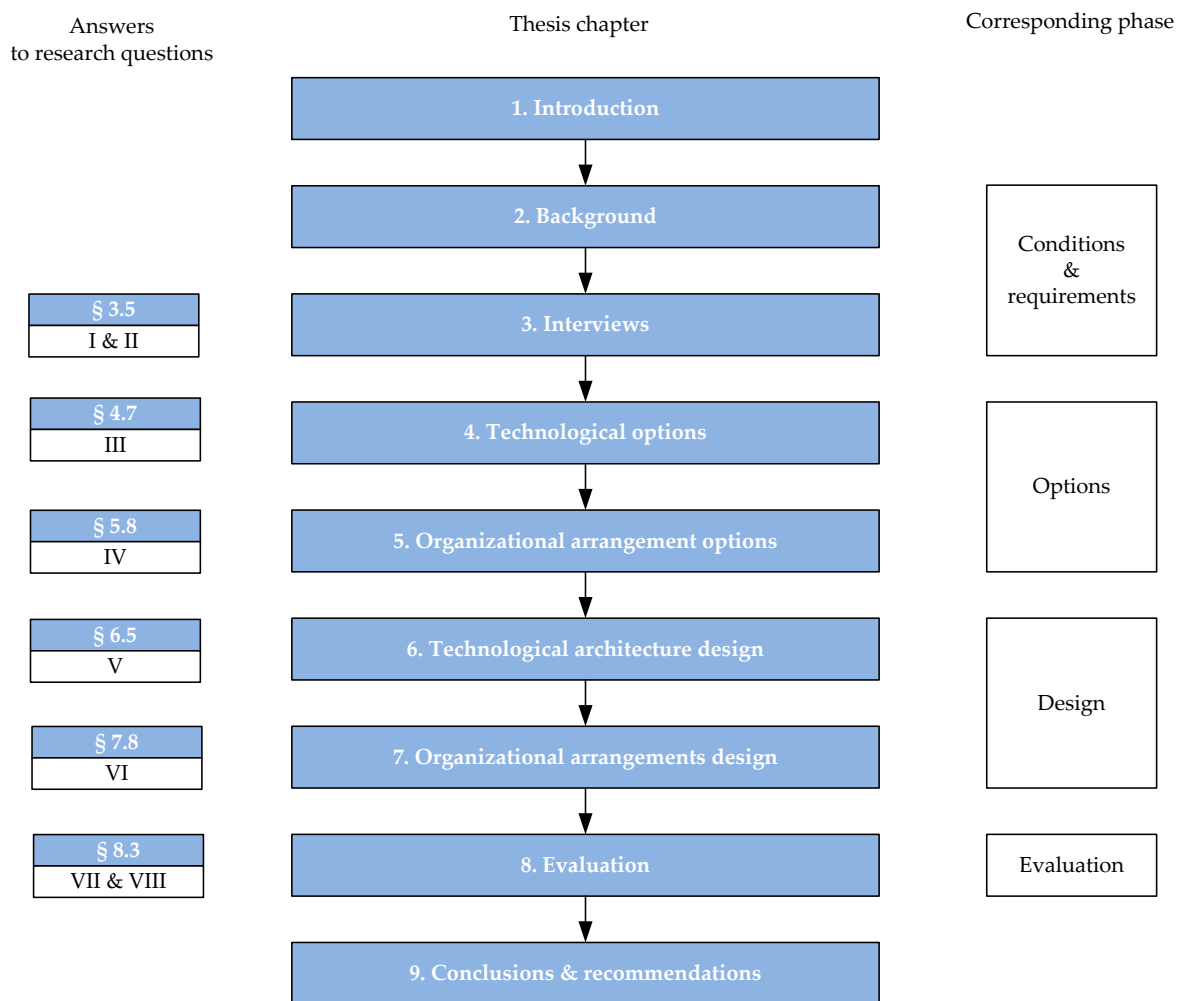 Answers
to research questions
Thesis chapter
Corresponding phase
1. Introduction
2. Background
Conditions
&
requirements
§ 3.5
I & II
3. Interviews
§ 4.7
III
4. Technological options
Options
§ 5.8
IV
5. Organizational arrangement options
§ 6.5
V
6. Technological architecture design
Design
§ 7.8
VI
7. Organizational arrangements design
§ 8.3
VII & VIII
8. Evaluation
Evaluation
9. Conclusions & recommendations